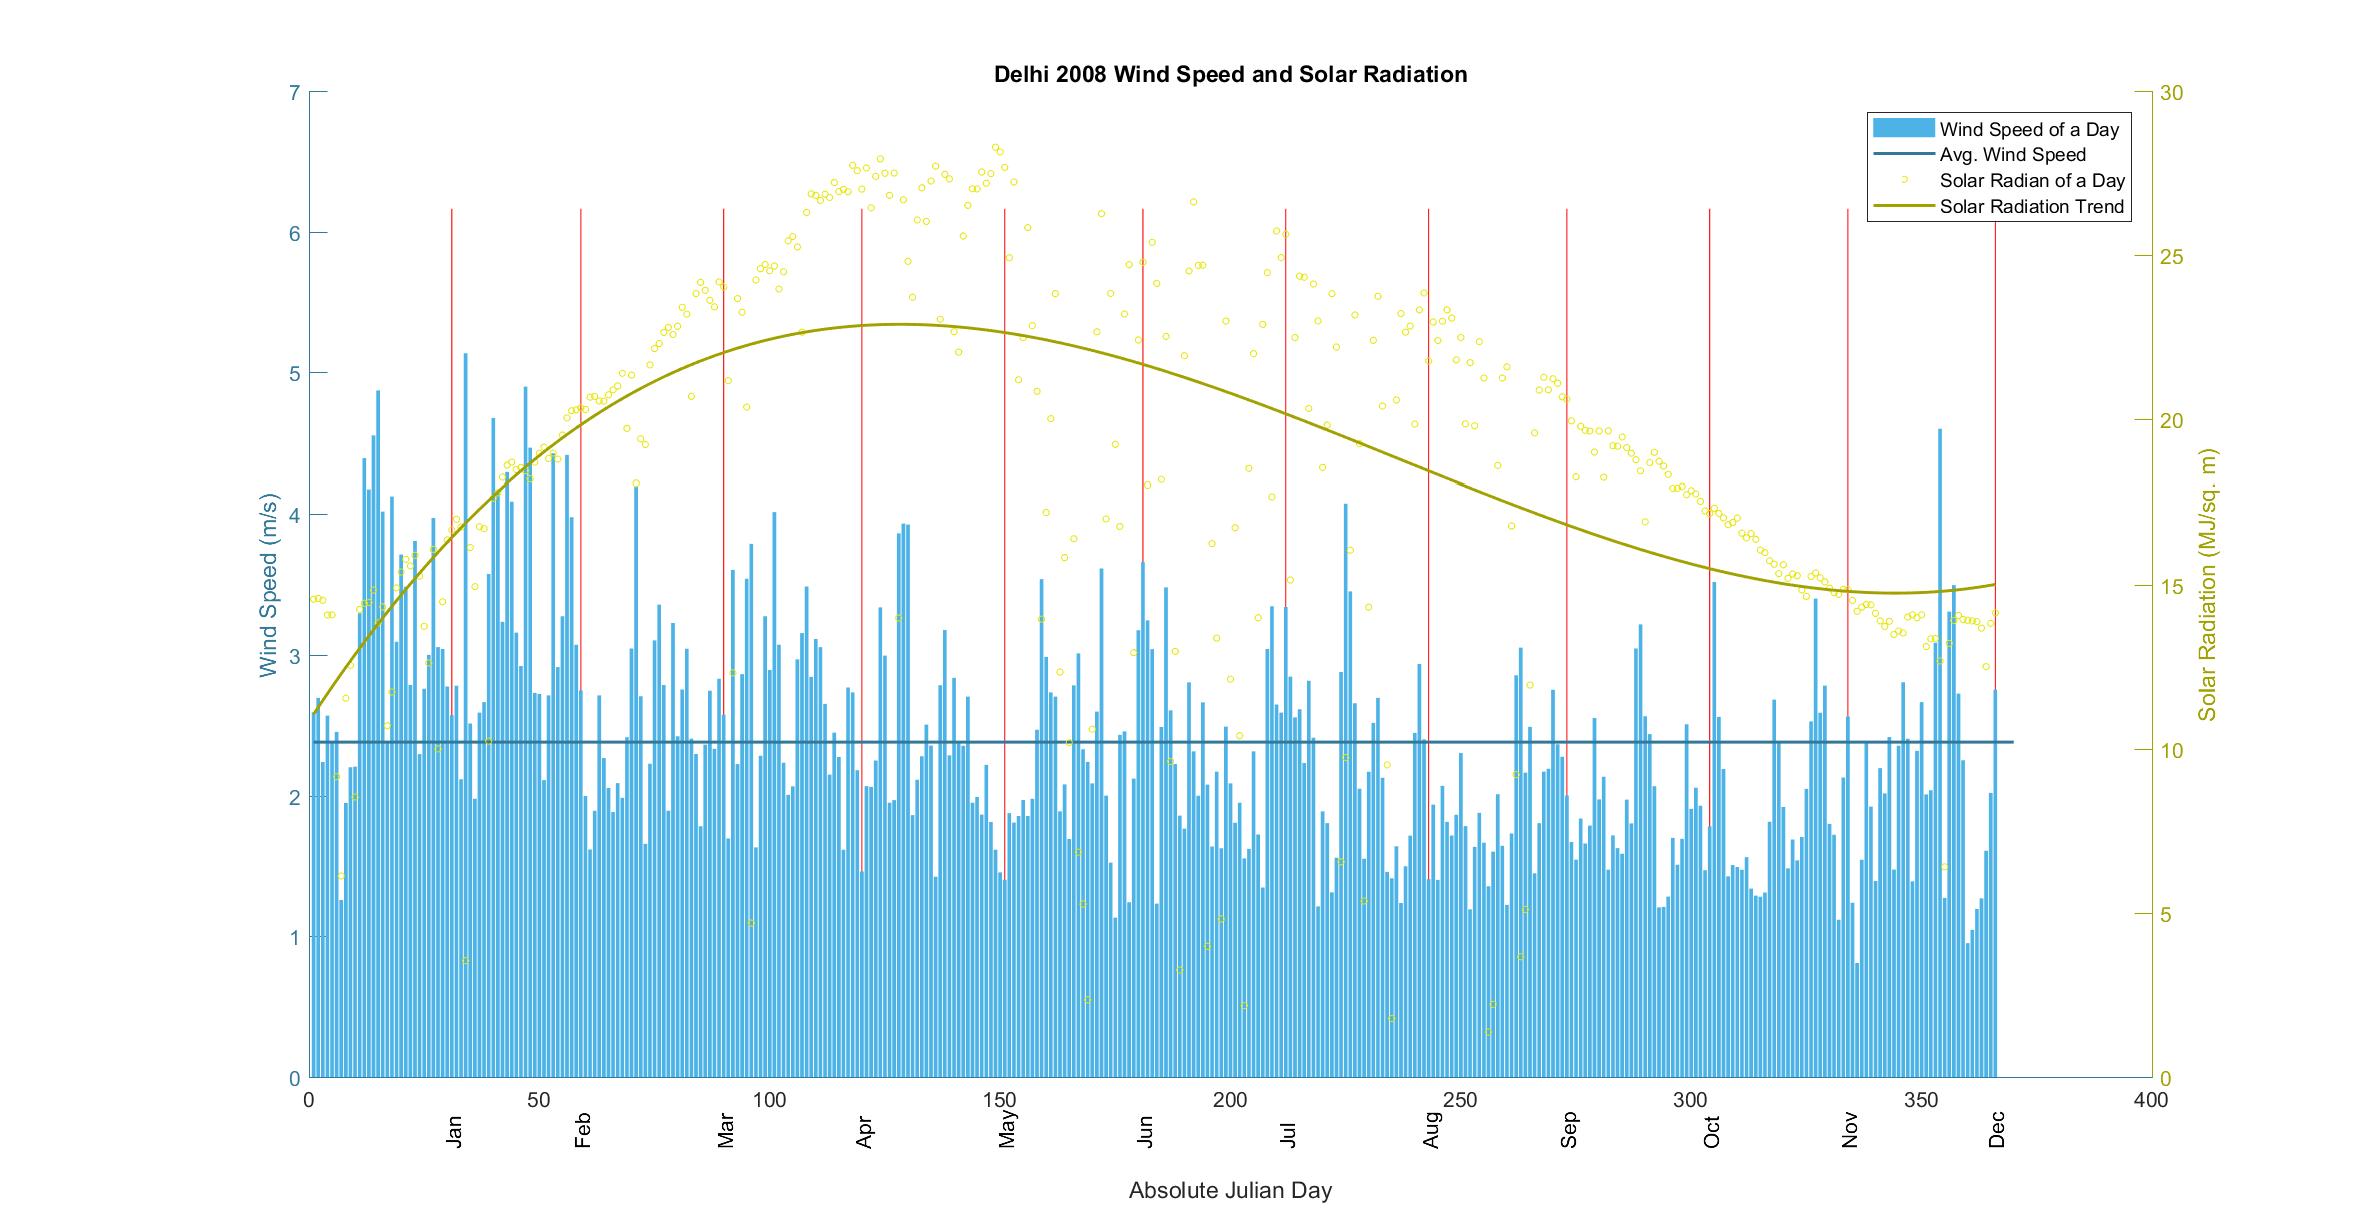 Delhi 2008 Wind Speed and Solar Radiation
7
6
5
4
3
2
1
0
Wind Speed (m/s)
30
25
20
15
10
5
0
Solar Radiation (MJ/sq. m)
Wind Speed of a Day
Avg. Wind Speed
Solar Radian of a Day
Solar Radiation Trend
0 50 100 150 200 250 300 350 400
Jan Feb Mar Apr May Jun Jul Aug Sep Oct Nov Dec
Absolute Julian Day